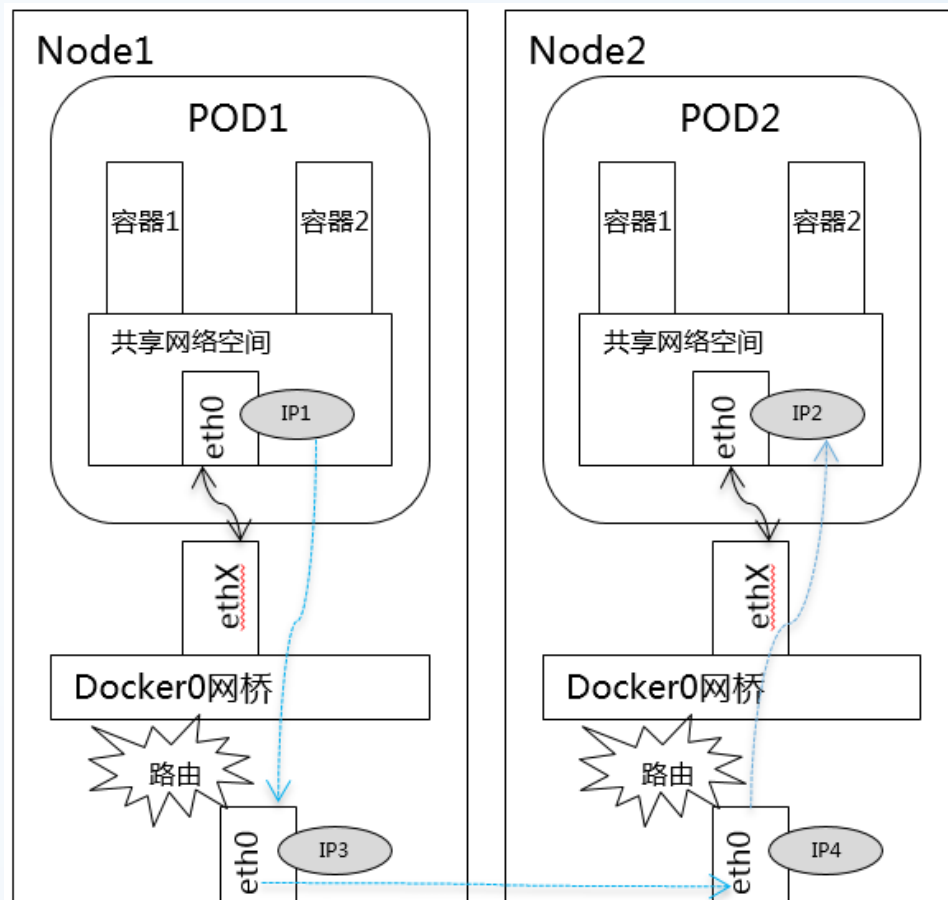 Node1
POD1
容器1
容器2
共享网络空间
eth0
IP1
ethX
Docker0网桥
路由
eth0
IP3
Node2
POD2
容器1
容器2
共享网络空间
eth0
IP2
ethX
Docker0网桥
路由
eth0
IP4